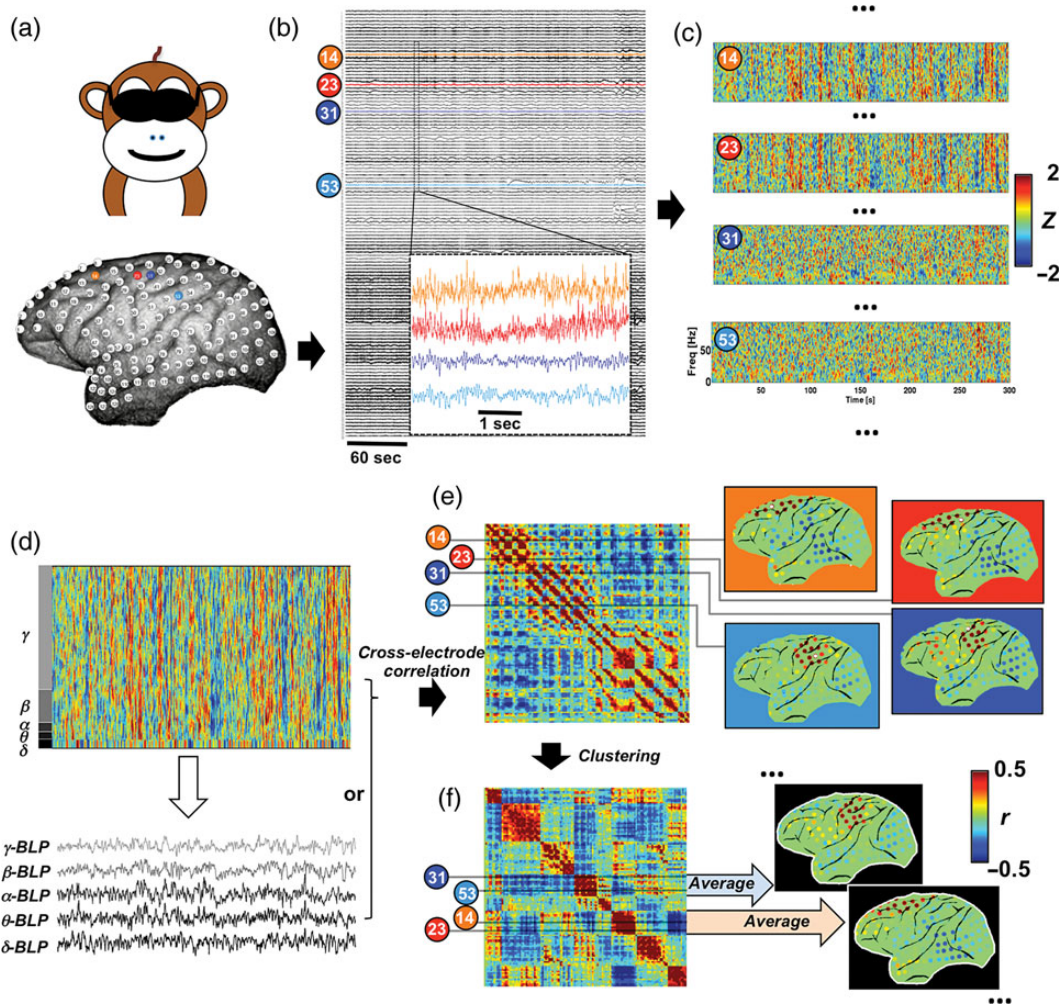 (a)
(b)
14
23
31
53
1 sec
60 sec
•••
(c)
14
•••
23
•••
31
•••
53
Freq [Hz]
50
0
50
100
150
200
250
300
Time [s]
•••
2
Z
−2
(d)
γ
β
α
θ
δ
γ-BLP
β-BLP
α-BLP
θ-BLP
δ-BLP
or
Cross-electrode
correlation
(e)
14
23
31
53
Clustering
(f)
31
53
14
23
Average
Average
•••
0.5
r
−0.5
•••